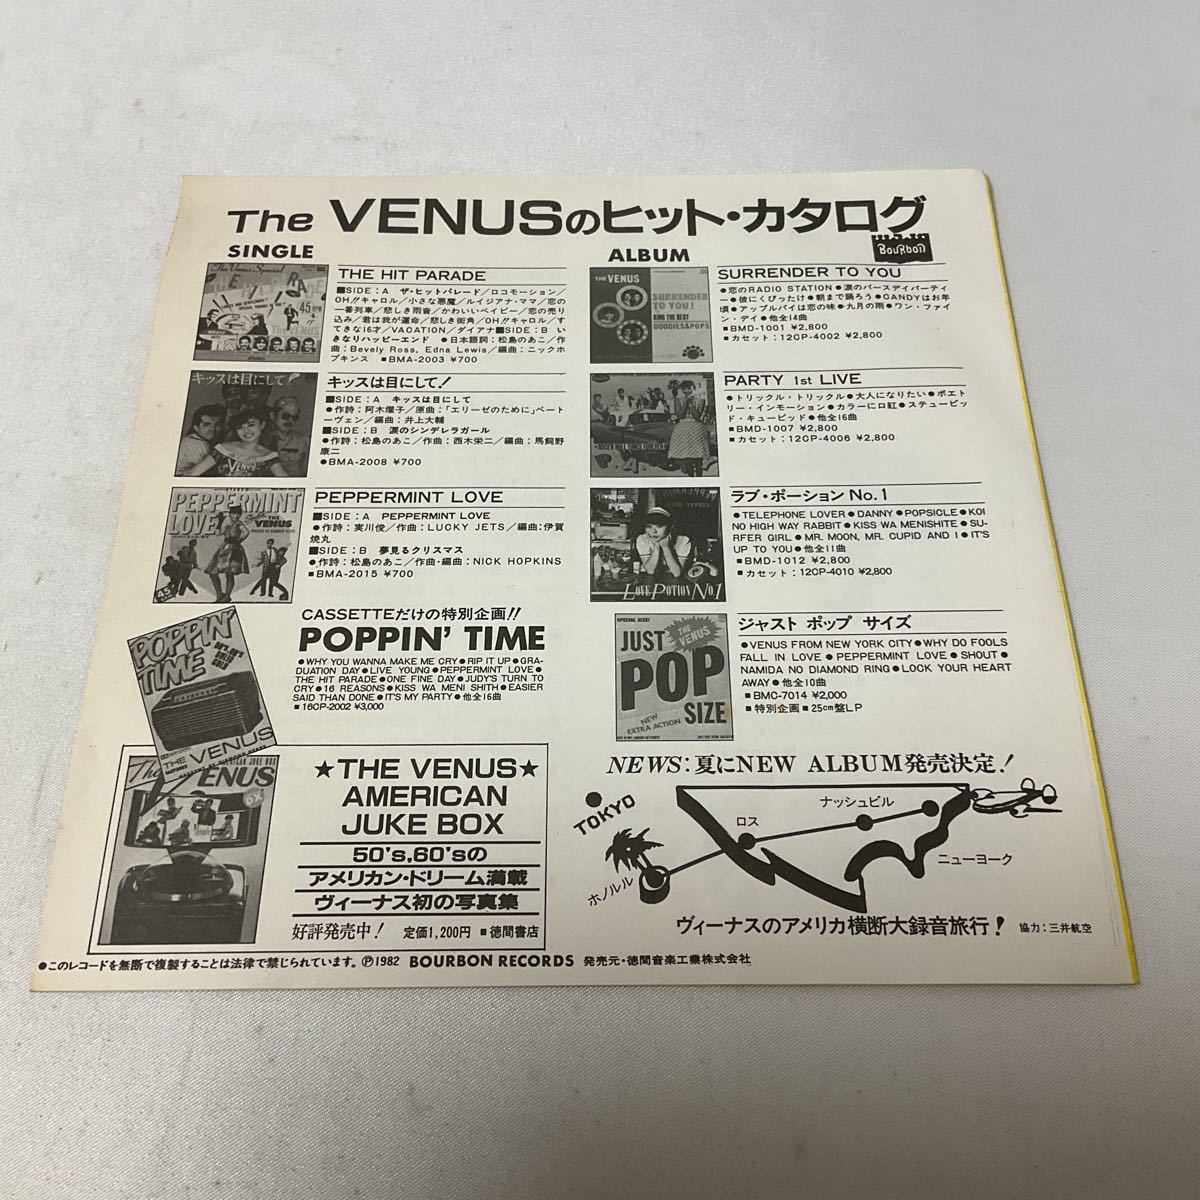 The VENUSのヒット・カタログ
BouRbon
SINGLE
THE HIT PARADE
■SIDE:A ザ・ヒットパレード/ロコモーション/
OH!!キャロル/小さな悪魔/ルイジアナ・ママ/恋の
一番列車/悲しき雨音/かわいいベイビー/恋の売り
込み/君は我が運命/悲しき街角/OH!!キャロル/す
てきな16才/VACATION/ダイアナ■SIDE:B い
きなりハッピーエンド ●日本語詞:松島のあこ/作
曲:Bevely Ross, Edna Lewis/編曲:ニックホ
プキンス ■BMA-2003 ¥700
キッスは目にして!
■SIDE:A キッスは目にして
●作詩:阿木燿子/原曲:「エリーゼのために」ベート
ーヴェン/編曲:井上大輔
■SIDE:B 涙のシンデレラガール
●作詩:松島のあこ/作曲:西木栄二/編曲:馬飼野
康二
●BMA-2008 ¥700
PEPPERMINT LOVE
■SIDE:A PEPPERMINT LOVE
●作詩:実川俊/作曲:LUCKY JETS/編曲:伊賀
焼丸
■SIDE:B 夢見るクリスマス
●作詩:松島のあこ/作曲・編曲:NICK HOPKINS
■BMA-2015 ¥700
CASSETTEだけの特別企画!!
POPPIN' TIME
●WHY YOU WANNA MAKE ME CRY●RIP IT UP●GRA-
DUATION DAY●LIVE YOUNG●PEPPERMINT LOVE●
THE HIT PARADE●ONE FINE DAY●JUDY'S TURN TO
CRY●16 REASONS●KISS WA MENI SHITH●EASIER
SAID THAN DONE●IT'S MY PARTY●他全16曲
■16CP-2002 ¥3,000
POPPIN'
TIME
THE VENUS
★THE VENUS★
AMERICAN
JUKE BOX
50's,60'sの
アメリカン・ドリーム満載
ヴィーナス初の写真集
好評発売中! 定価1,200円 ■徳間書店
ALBUM
SURRENDER TO YOU
●恋のRADIO STATION●涙のバースデイパーティ
ー●彼にくびったけ●朝まで踊ろう●CANDYはお年
頃●アップルパイは恋の味●九月の雨●ワン・ファイ
ン・デイ●他全14曲
■BMD-1001 ¥2,800
■カセット:12CP-4002 ¥2,800
THE VENUS
SURRENDER
TO YOU!
SING THE BEST
GOODIES&POPS
PARTY 1st LIVE
●トリックル・トリックル●大人になりたい●ポエト
リー・インモーション●カラーに口紅●ステューピッ
ド・キューピッド●他全16曲
■BMD-1007 ¥2,800
■カセット:12CP-4006 ¥2,800
ラブ・ポーション No.1
●TELEPHONE LOVER●DANNY●POPSICLE●KOI
NO HIGH WAY RABBIT●KISS WA MENISHITE●SU-
RFER GIRL●MR. MOON, MR. CUPID AND I●IT'S
UP TO YOU●他全11曲
■BMD-1012 ¥2,800
■カセット:12CP-4010 ¥2,800
LOVE POTION NO.1
ジャスト ポップ サイズ
●VENUS FROM NEW YORK CITY●WHY DO FOOLS
FALL IN LOVE●PEPPERMINT LOVE●SHOUT●
NAMIDA NO DIAMOND RING●LOCK YOUR HEART
AWAY●他全10曲
■BMC-7014 ¥2,000
■特別企画■25cm盤LP
SPECIAL SIZE!
JUST
THE VENUS
POP
SIZE
NEW
EXTRA ACTION
NEWS:夏にNEW ALBUM発売決定!
TOKYO
ホノルル
ロス
ナッシュビル
ニューヨーク
ヴィーナスのアメリカ横断大録音旅行! 協力:三井航空
●このレコードを無断で複製することは法律で禁じられています。Ⓟ1982 BOURBON RECORDS 発売元・徳間音楽工業株式会社